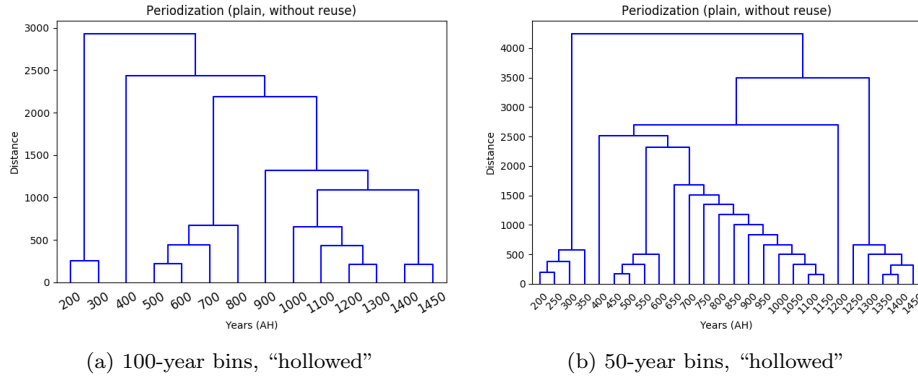 Periodization (plain, without reuse)
3000
2500
2000
1500
1000
500
0
Distance
200 300 400 500 600 700 800 900 1000 1100 1200 1300 1400 1450
Years (AH)
(a) 100-year bins, “hollowed”
Periodization (plain, without reuse)
4000
3500
3000
2500
2000
1500
1000
500
0
Distance
200 250 300 350 400 450 500 550 600 650 700 750 800 850 900 950 1000 1050 1100 1150 1200 1250 1300 1350 1400 1450
Years (AH)
(b) 50-year bins, “hollowed”